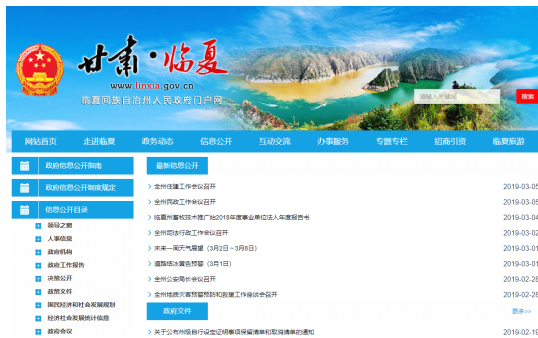 甘肃·临夏
www.linxia.gov.cn
临夏回族自治州人民政府门户网
请输入关键词
搜索
网站首页 走进临夏 政务动态 信息公开 互动交流 办事服务 专题专栏 招商引资 临夏旅游
政府信息公开指南
政府信息公开制度规定
信息公开目录
领导之窗
人事信息
政府机构
政府工作报告
决策公开
政策文件
国民经济和社会发展规划
经济社会发展统计信息
政府会议
最新信息公开
全州住建工作会议召开 2019-03-05
全州民政工作会议召开 2019-03-05
临夏州畜牧技术推广站2018年度事业单位法人年度报告书 2019-03-04
全州司法行政工作会议召开 2019-03-02
未来一周天气展望（3月2日～3月8日） 2019-03-01
道路结冰黄色预警（3月1日） 2019-03-01
全州公安局长会议召开 2019-02-28
全州地质灾害预警预防和救援工作座谈会召开 2019-02-28
政府文件 更多>>
关于公布州级自行设定证明事项保留清单和取消清单的通知 2019-02-19